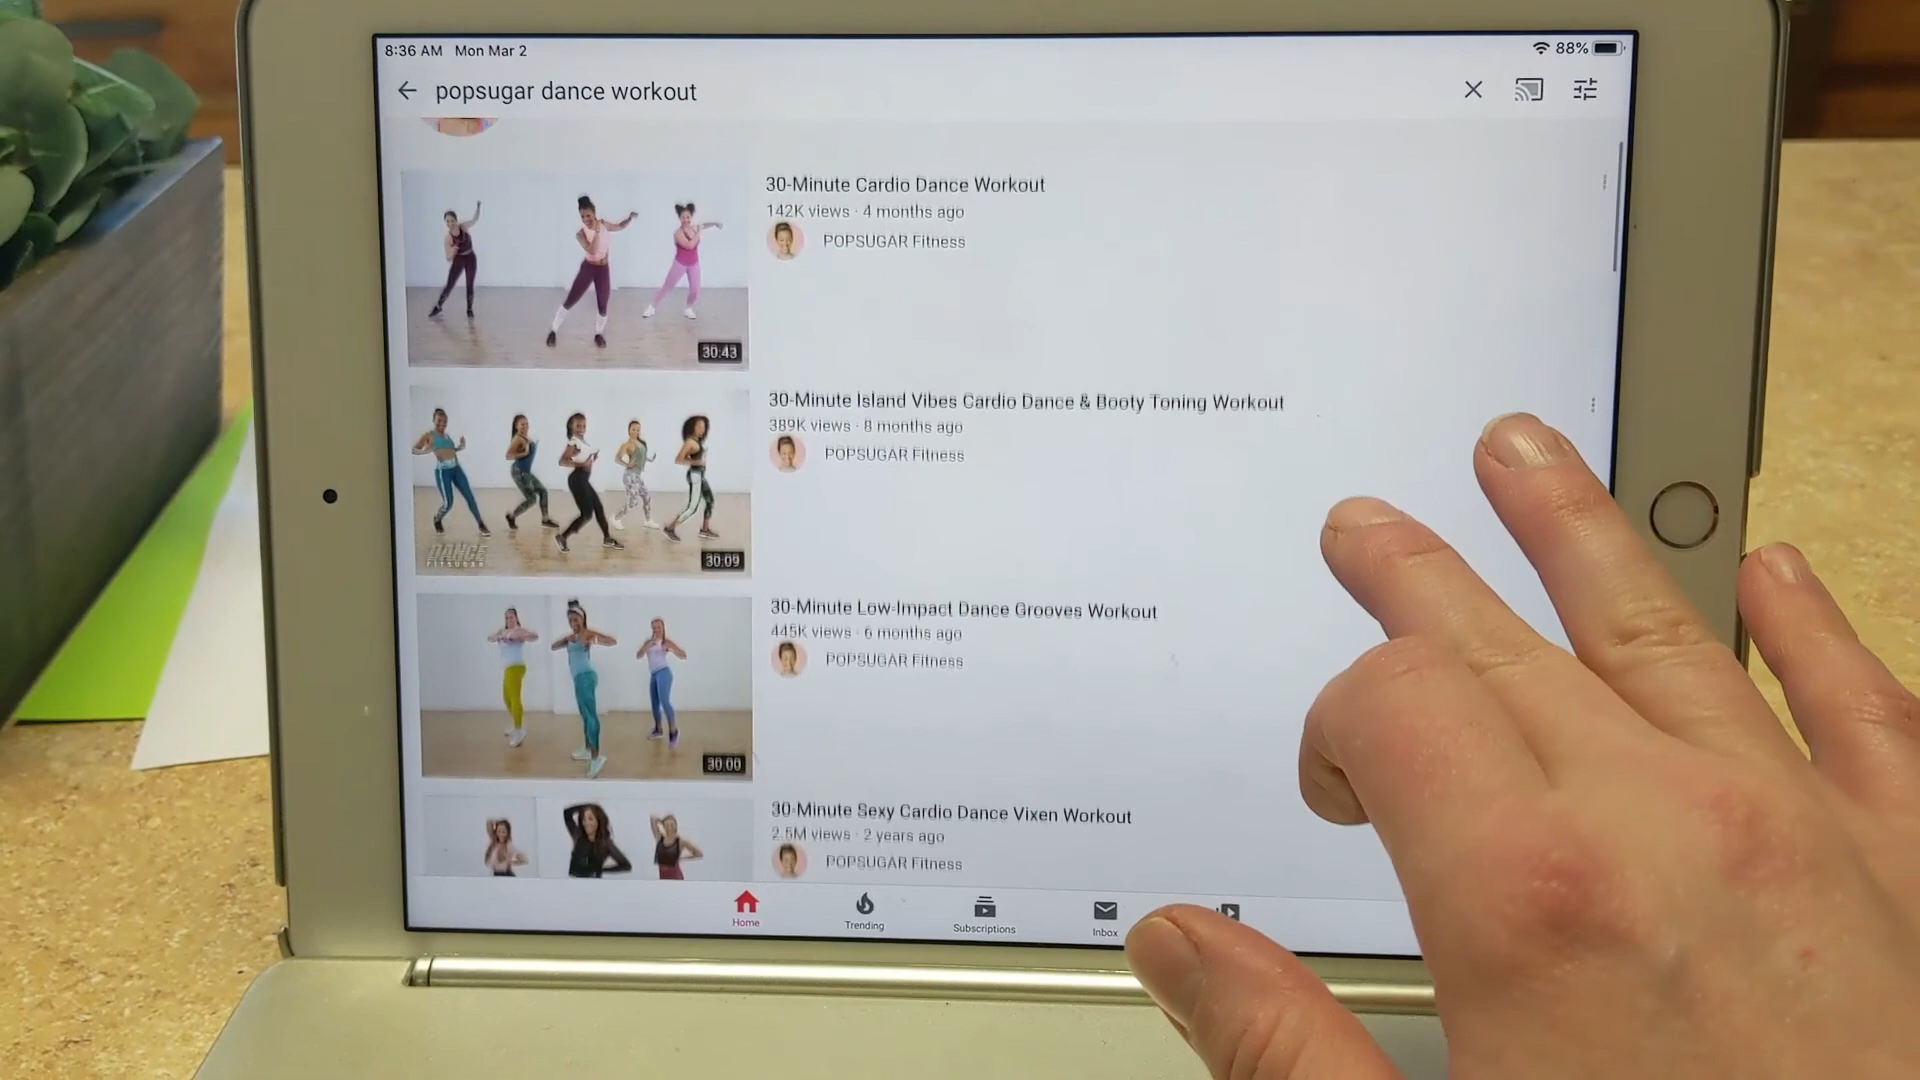 8:36 AM Mon Mar 2
88%
popsugar dance workout
30-Minute Cardio Dance Workout
142K views · 4 months ago
POPSUGAR Fitness
30:43
30-Minute Island Vibes Cardio Dance & Booty Toning Workout
389K views · 8 months ago
POPSUGAR Fitness
DANCE
FITSUGAR
30:09
30-Minute Low-Impact Dance Grooves Workout
445K views · 6 months ago
POPSUGAR Fitness
30:00
30-Minute Sexy Cardio Dance Vixen Workout
2.5M views · 2 years ago
POPSUGAR Fitness
Home
Trending
Subscriptions
Inbox